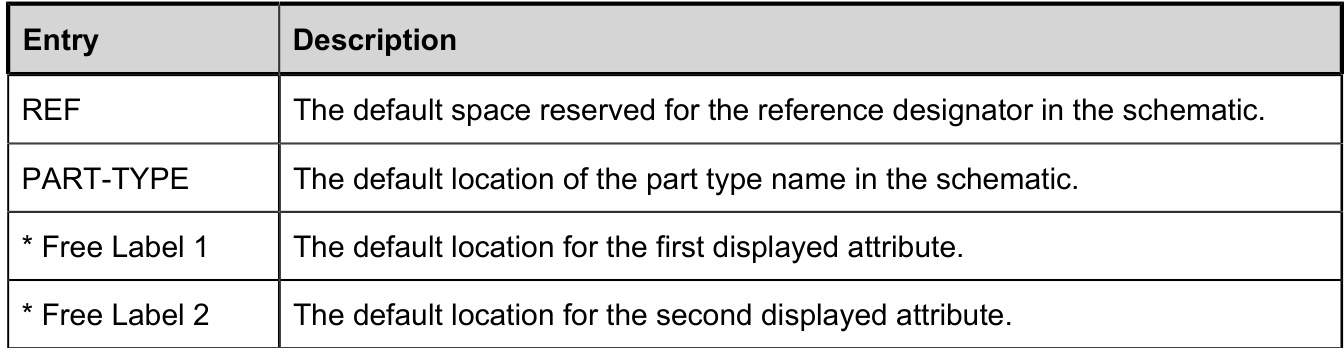 Entry Description
REF The default space reserved for the reference designator in the schematic.
PART-TYPE The default location of the part type name in the schematic.
* Free Label 1 The default location for the first displayed attribute.
* Free Label 2 The default location for the second displayed attribute.